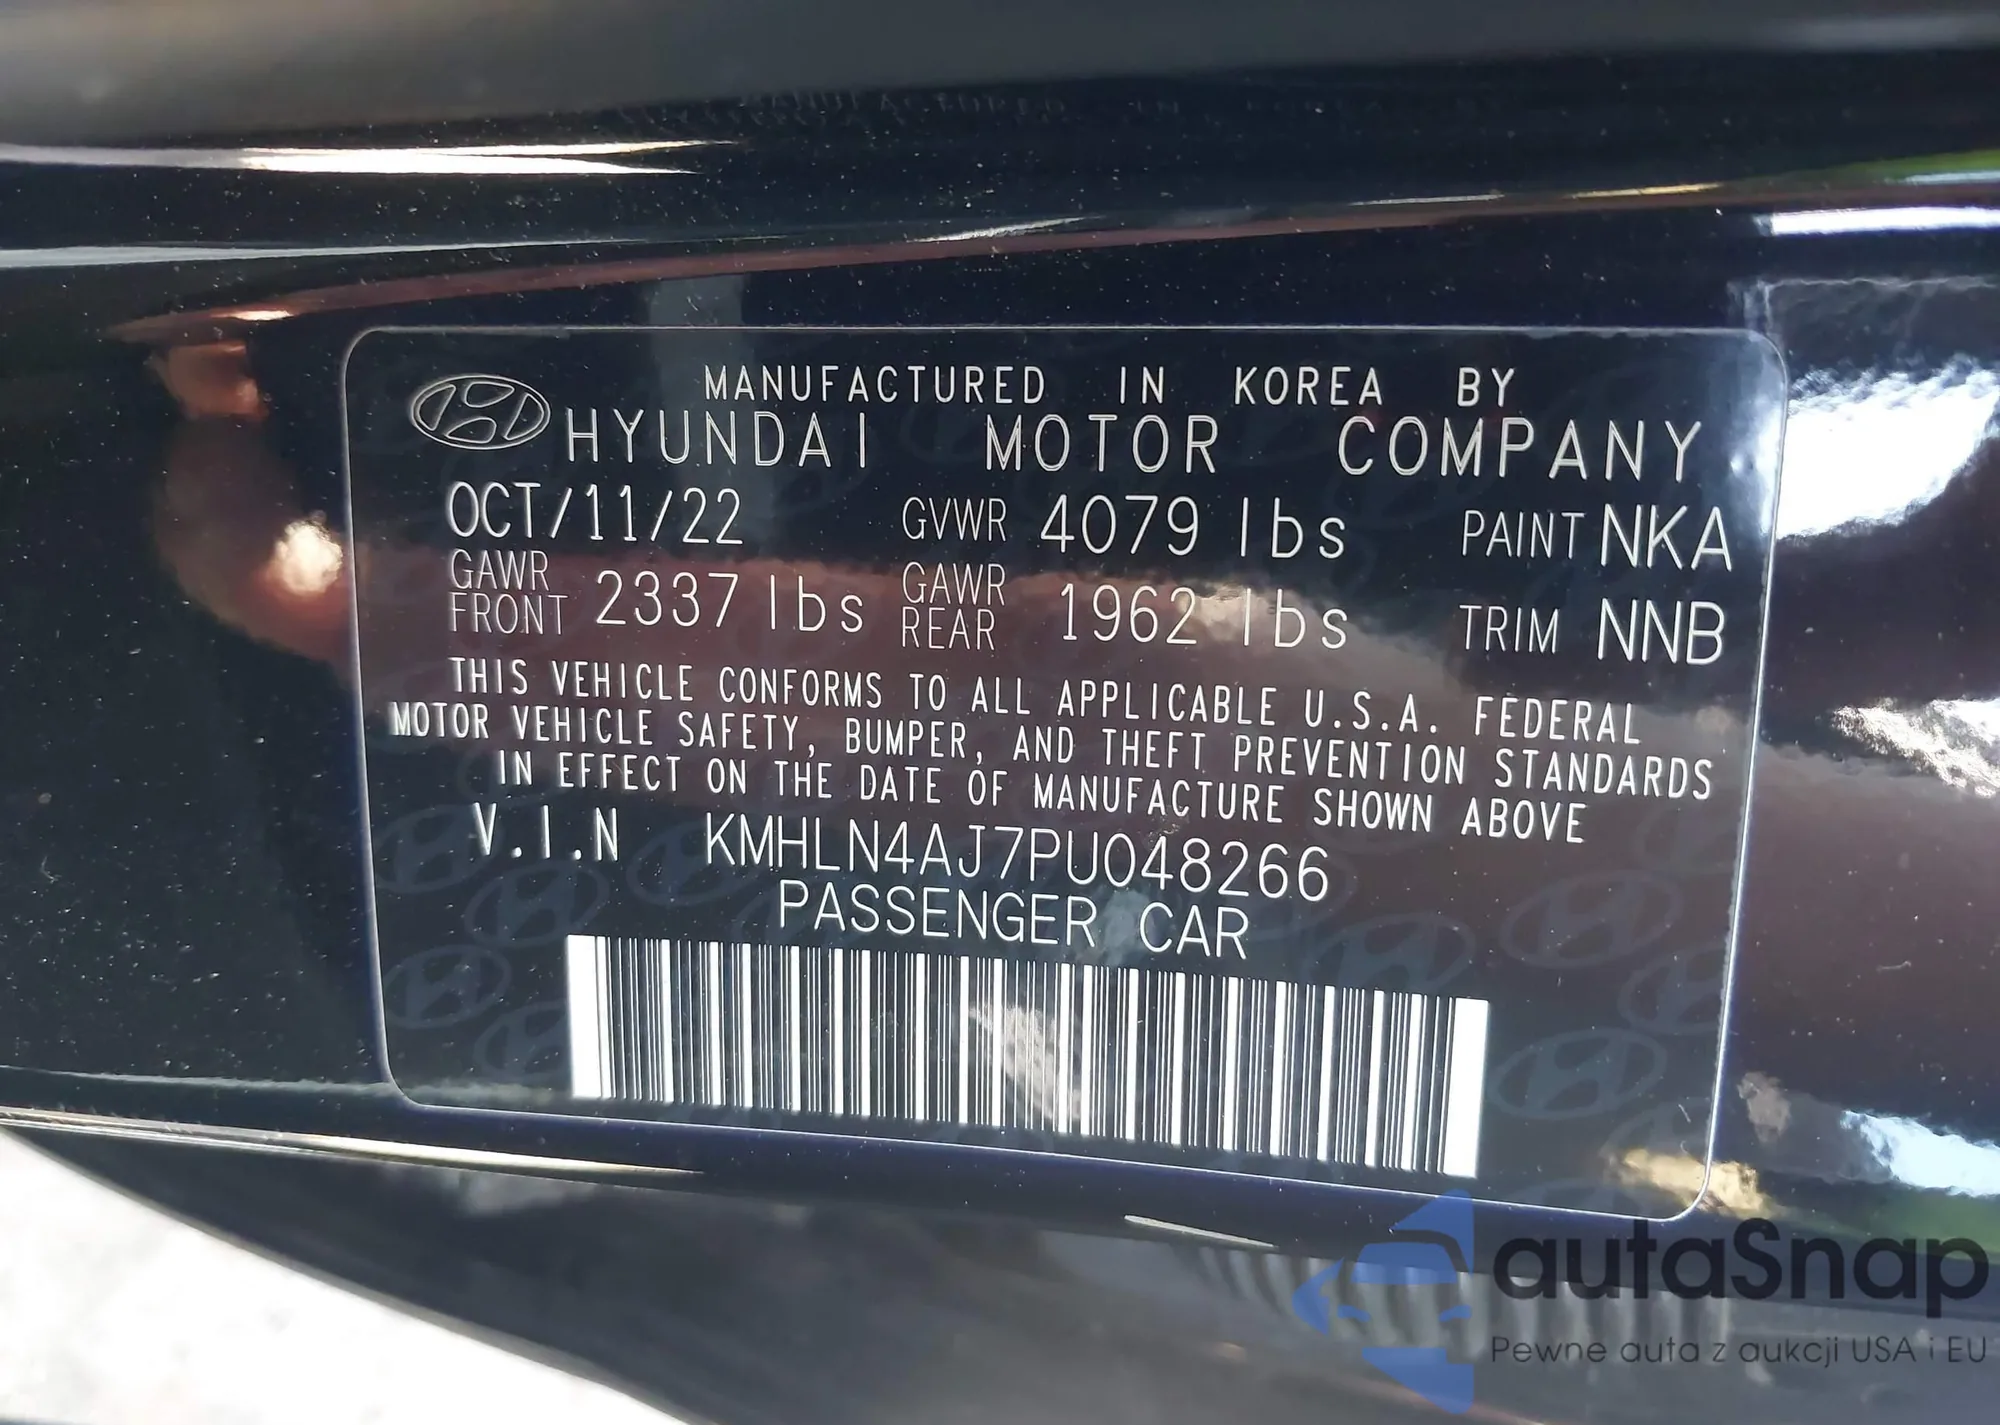 MANUFACTURED IN KOREA BY
HYUNDAI MOTOR COMPANY
OCT/11/22 GVWR 4079 lbs PAINT NKA
GAWR FRONT 2337 lbs GAWR REAR 1962 lbs TRIM NNB
THIS VEHICLE CONFORMS TO ALL APPLICABLE U.S.A. FEDERAL
MOTOR VEHICLE SAFETY, BUMPER, AND THEFT PREVENTION STANDARDS
IN EFFECT ON THE DATE OF MANUFACTURE SHOWN ABOVE
V.I.N KMHLN4AJ7PU048266
PASSENGER CAR
autaSnap
Pewne auta z aukcji USA i EU